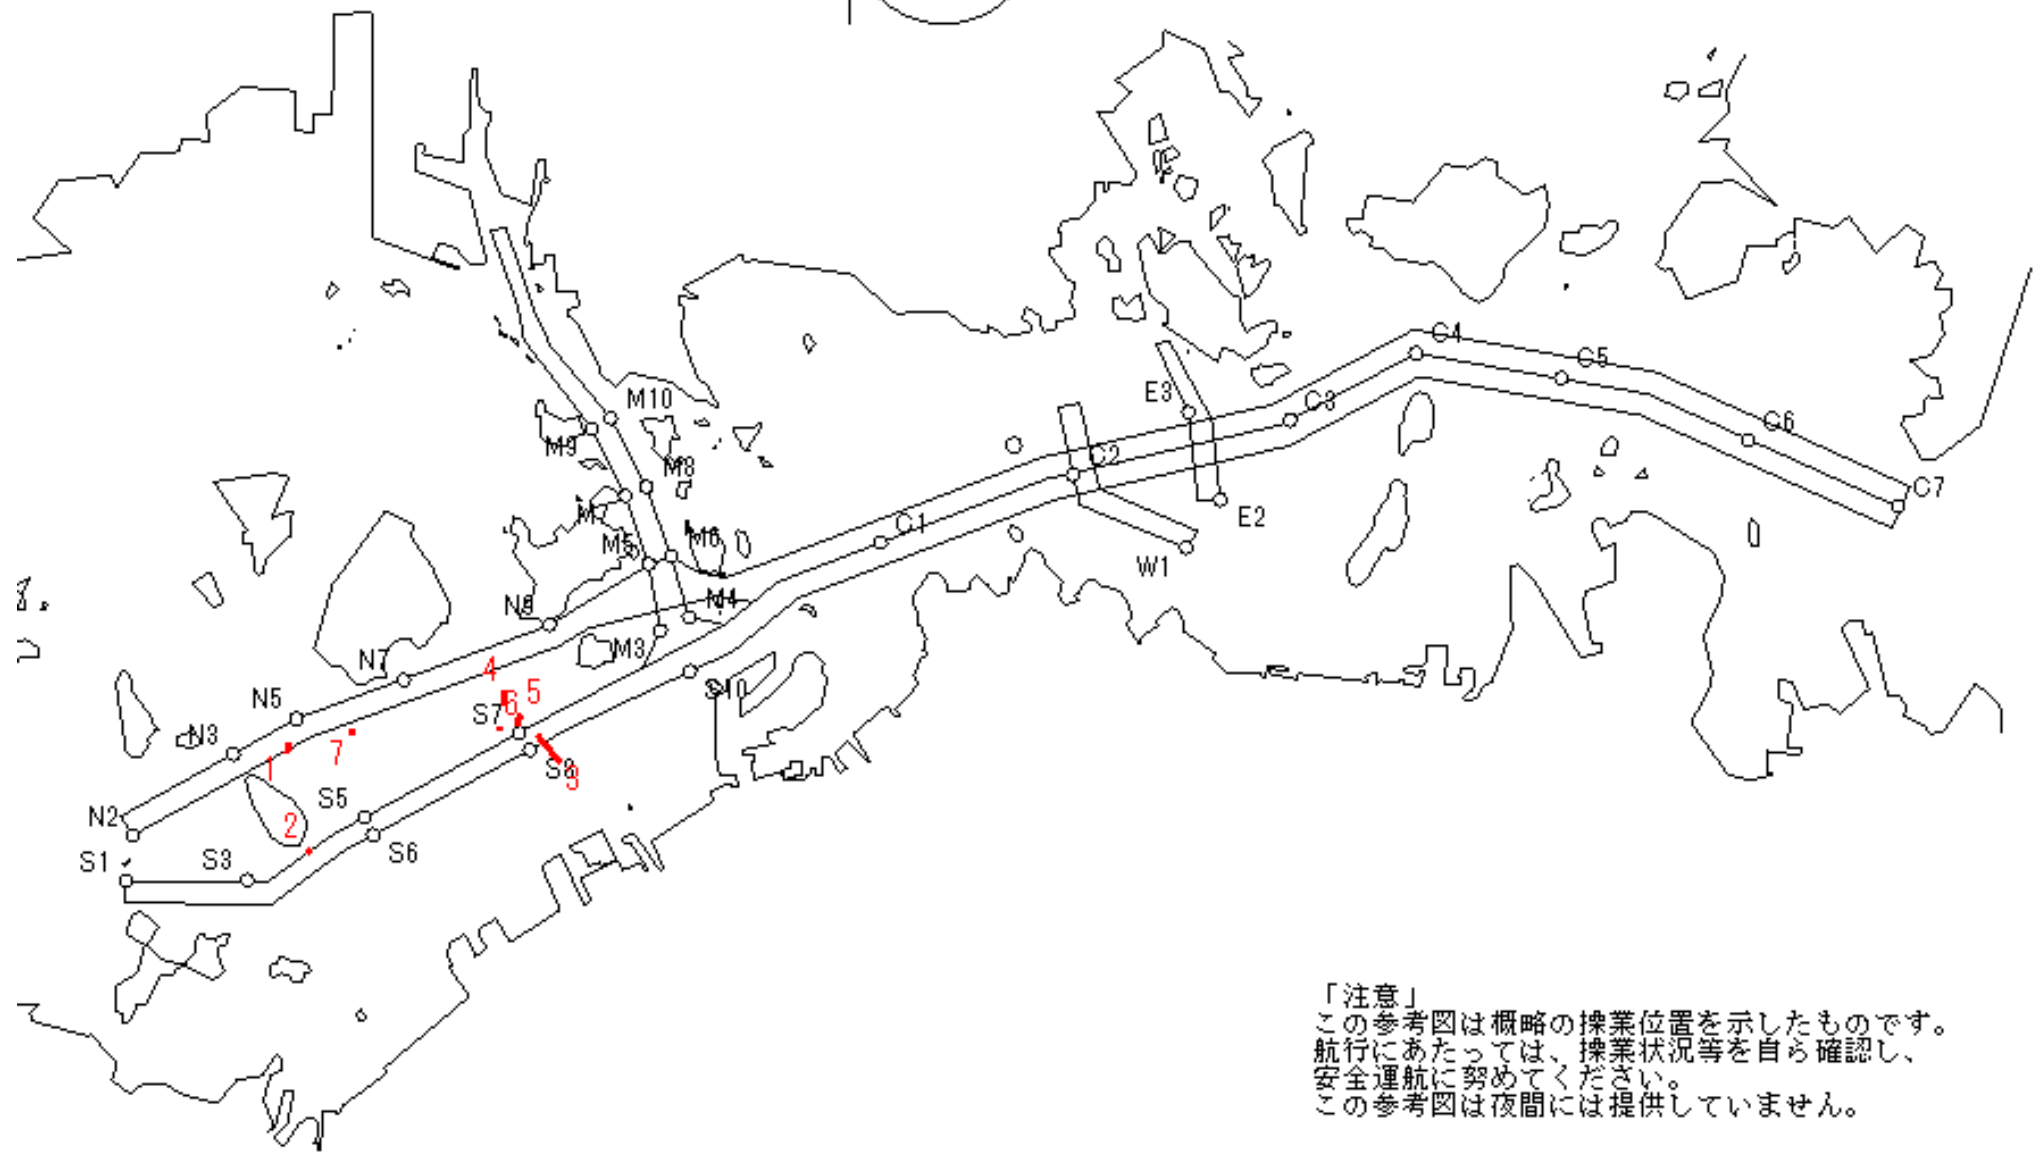 C4
C5
M10
E3
C3
C6
M9
C2
M8
C7
M7
E2
C1
M5
M6
W1
N9
M4
M3
N7
4
S10
N5
6
5
S7
N3
7
1
S8
3
S5
N2
2
S6
S1
S3
「注意」
この参考図は概略の操業位置を示したものです。
航行にあたっては、操業状況等を自ら確認し、
安全運航に努めてください。
この参考図は夜間には提供していません。